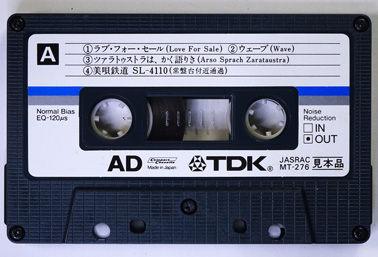 A
①ラブ・フォー・セール(Love For Sale) ②ウェーブ(Wave)
③ツァラトゥストラは、かく語りき(Arso Sprach Zarataustra)
④美唄鉄道 SL-4110(常盤台付近通過)
Normal Bias
EQ-120μs
Noise
Reduction
IN
OUT
AD Compact Cassette
Made in Japan
TDK®
JASRAC
MT-276
見本品